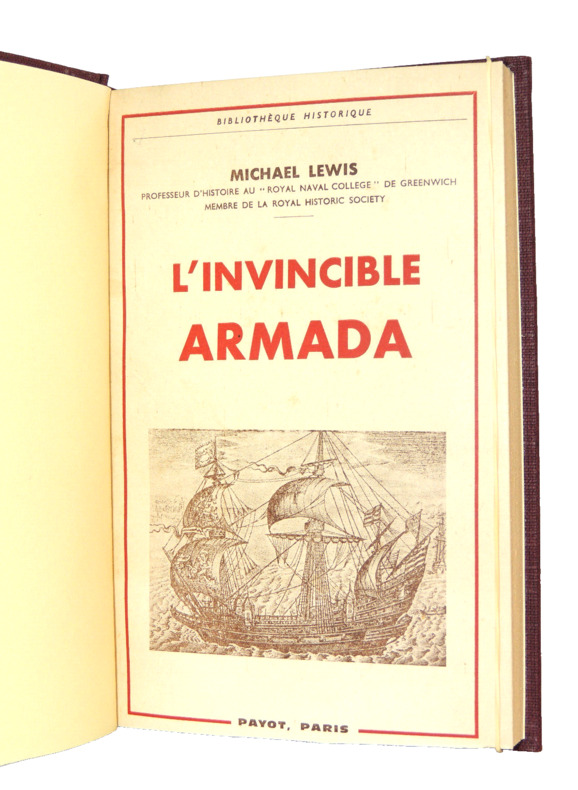 BIBLIOTHÈQUE HISTORIQUE
MICHAEL LEWIS
PROFESSEUR D'HISTOIRE AU "ROYAL NAVAL COLLEGE" DE GREENWICH
MEMBRE DE LA ROYAL HISTORIC SOCIETY
L'INVINCIBLE
ARMADA
PAYOT, PARIS